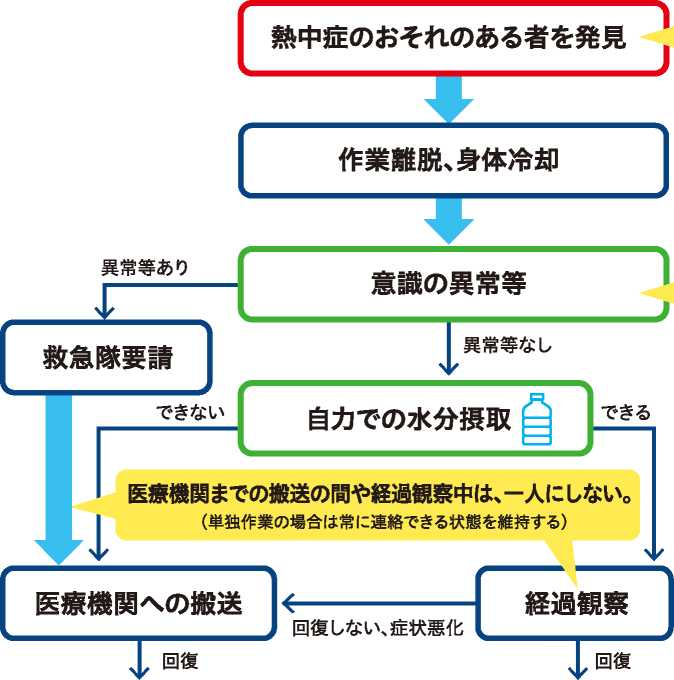 熱中症のおそれのある者を発見
作業離脱、身体冷却
意識の異常等
異常等あり
異常等なし
救急隊要請
自力での水分摂取
できない
できる
医療機関までの搬送の間や経過観察中は、一人にしない。
(単独作業の場合は常に連絡できる状態を維持する)
医療機関への搬送
経過観察
回復しない、症状悪化
回復
回復